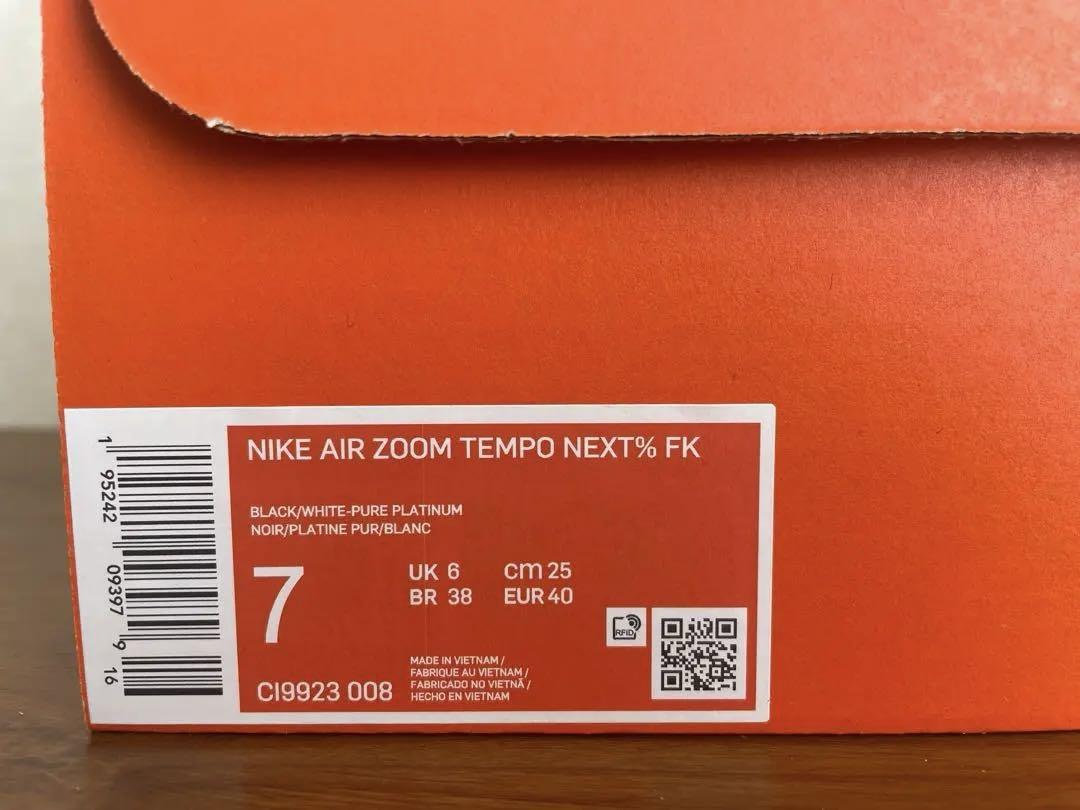 NIKE AIR ZOOM TEMPO NEXT% FK
BLACK/WHITE-PURE PLATINUM
NOIR/PLATINE PUR/BLANC
7
UK 6 cm 25
BR 38 EUR 40
RFID
MADE IN VIETNAM /
FABRIQUE AU VIETNAM /
FABRICADO NO VIETNÃ /
HECHO EN VIETNAM
CI9923 008
1 95242 09397 9 16